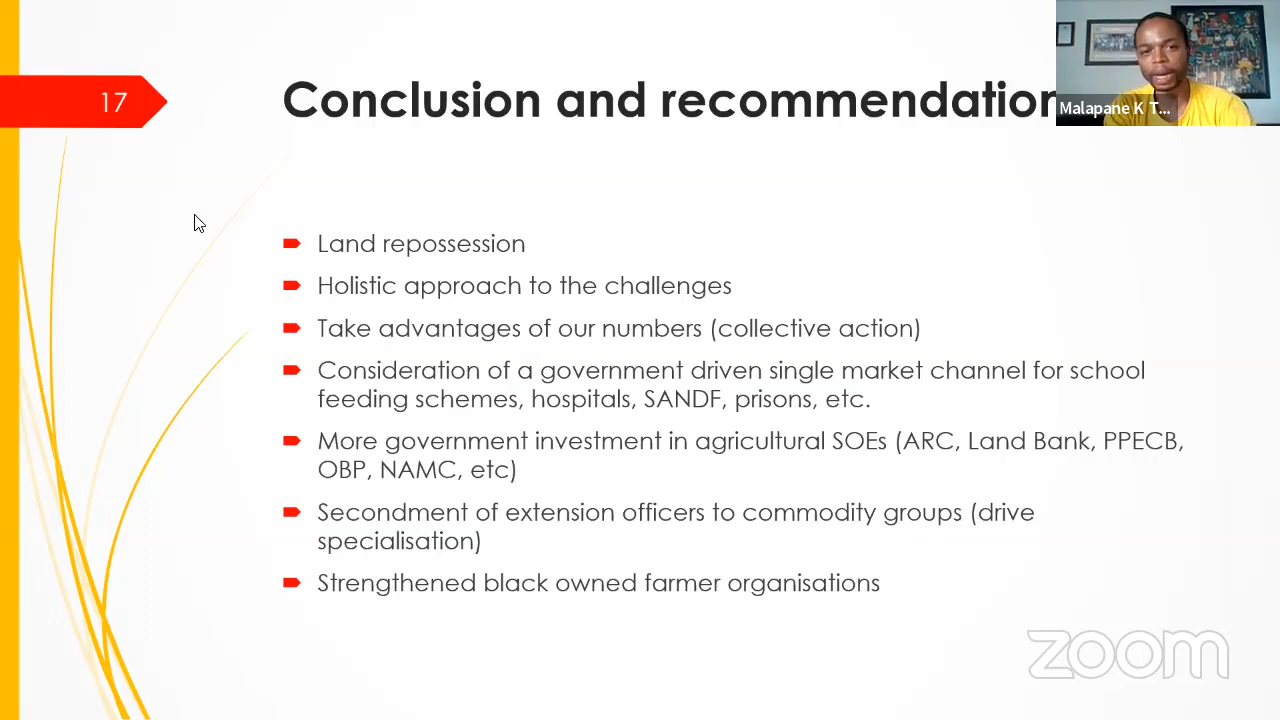 17
Conclusion and recommendation
Malapane K T...
Land repossession
Holistic approach to the challenges
Take advantages of our numbers (collective action)
Consideration of a government driven single market channel for school
feeding schemes, hospitals, SANDF, prisons, etc.
More government investment in agricultural SOEs (ARC, Land Bank, PPECB,
OBP, NAMC, etc)
Secondment of extension officers to commodity groups (drive
specialisation)
Strengthened black owned farmer organisations
zoom